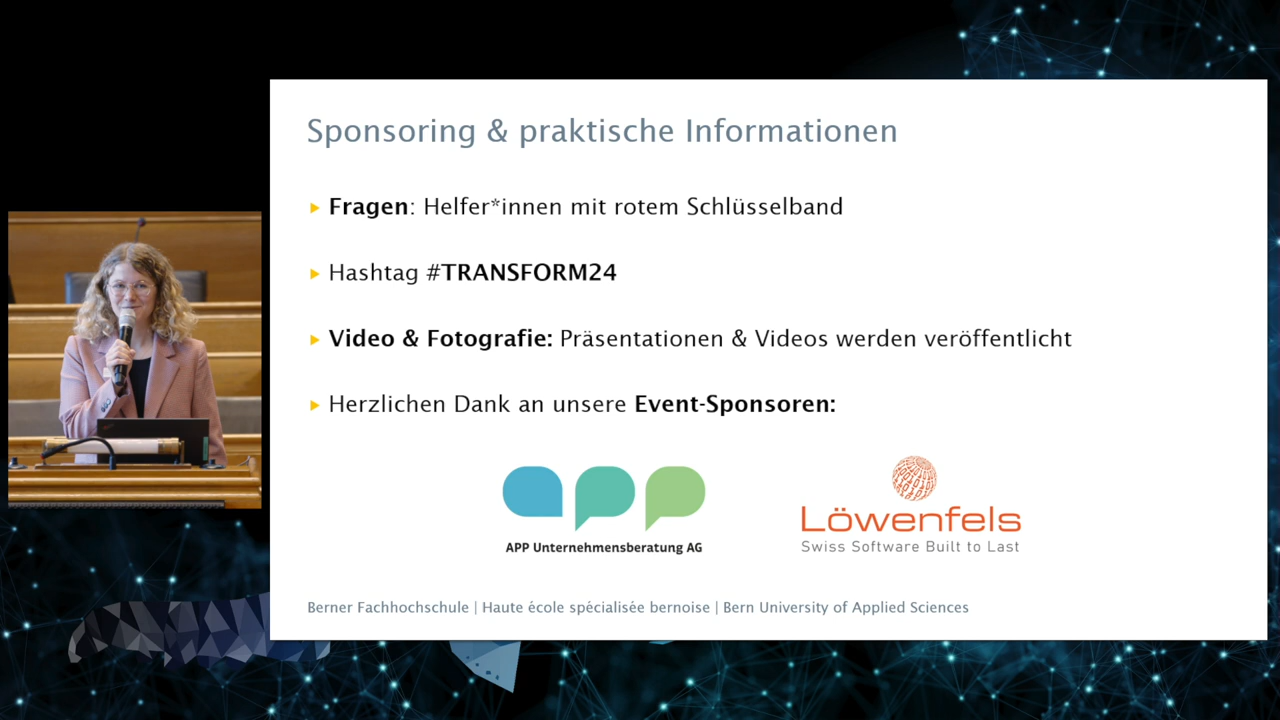 Sponsoring & praktische Informationen
Fragen: Helfer*innen mit rotem Schlüsselband
Hashtag #TRANSFORM24
Video & Fotografie: Präsentationen & Videos werden veröffentlicht
Herzlichen Dank an unsere Event-Sponsoren:
app
APP Unternehmensberatung AG
Löwenfels
Swiss Software Built to Last
Berner Fachhochschule | Haute école spécialisée bernoise | Bern University of Applied Sciences